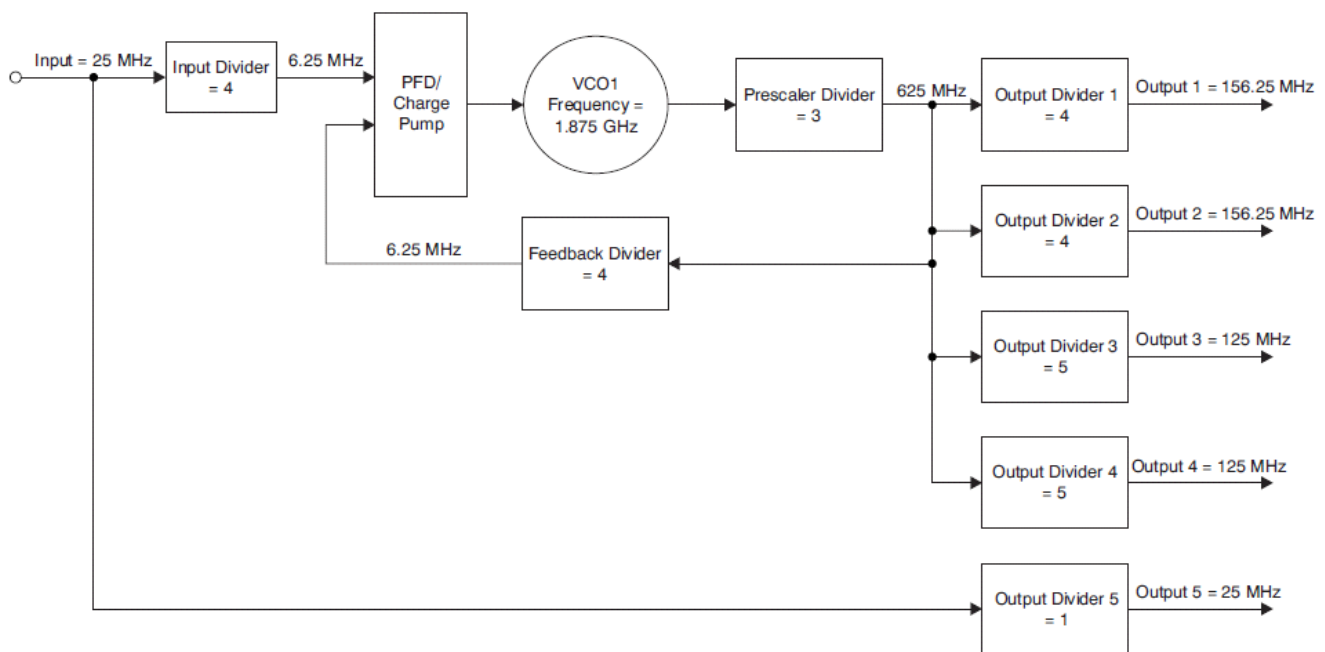 Input = 25 MHz
Input Divider
= 4
6.25 MHz
PFD/
Charge
Pump
VCO1
Frequency =
1.875 GHz
Prescaler Divider
= 3
625 MHz
Output Divider 1
= 4
Output 1 = 156.25 MHz
Output Divider 2
= 4
Output 2 = 156.25 MHz
6.25 MHz
Feedback Divider
= 4
Output Divider 3
= 5
Output 3 = 125 MHz
Output Divider 4
= 5
Output 4 = 125 MHz
Output Divider 5
= 1
Output 5 = 25 MHz